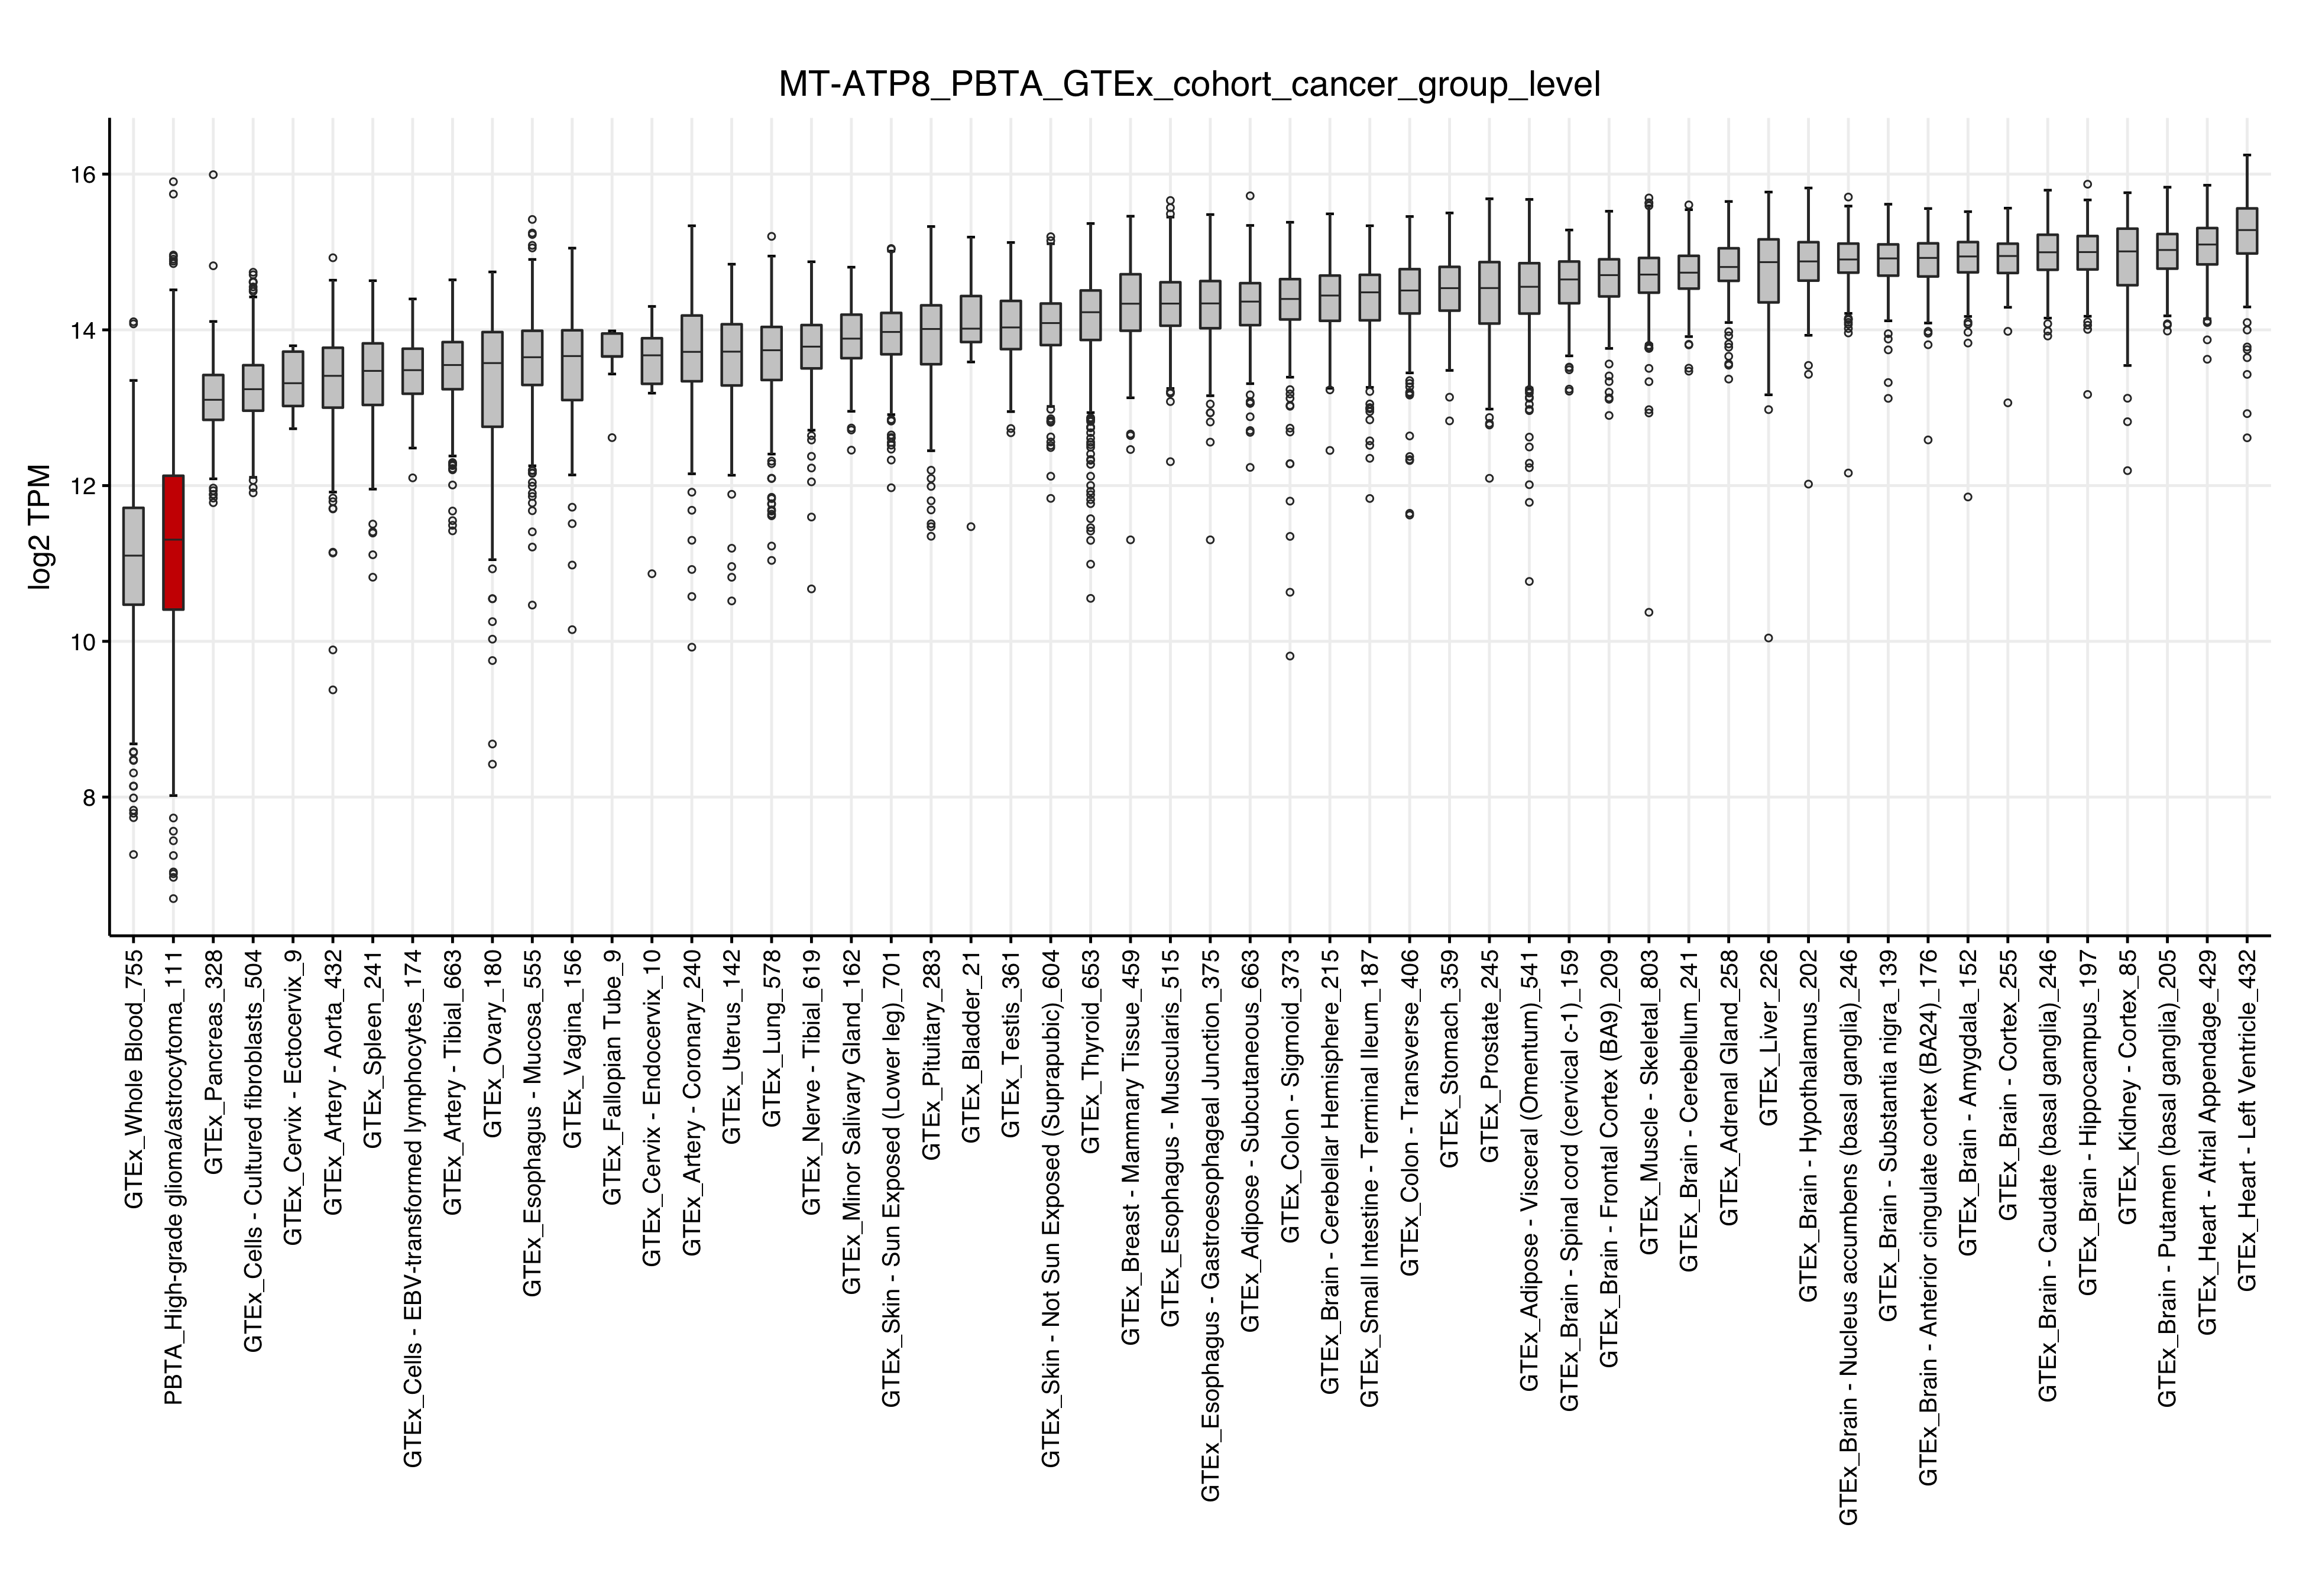 MT-ATP8_PBTA_GTEx_cohort_cancer_group_level
log2 TPM
16
14
12
10
8
GTEx_Whole Blood_755
PBTA_High-grade glioma/astrocytoma_111
GTEx_Pancreas_328
GTEx_Cells - Cultured fibroblasts_504
GTEx_Cervix - Ectocervix_9
GTEx_Artery - Aorta_432
GTEx_Spleen_241
GTEx_Cells - EBV-transformed lymphocytes_174
GTEx_Artery - Tibial_663
GTEx_Ovary_180
GTEx_Esophagus - Mucosa_555
GTEx_Vagina_156
GTEx_Fallopian Tube_9
GTEx_Cervix - Endocervix_10
GTEx_Artery - Coronary_240
GTEx_Uterus_142
GTEx_Lung_578
GTEx_Nerve - Tibial_619
GTEx_Minor Salivary Gland_162
GTEx_Skin - Sun Exposed (Lower leg)_701
GTEx_Pituitary_283
GTEx_Bladder_21
GTEx_Testis_361
GTEx_Skin - Not Sun Exposed (Suprapubic)_604
GTEx_Thyroid_653
GTEx_Breast - Mammary Tissue_459
GTEx_Esophagus - Muscularis_515
GTEx_Esophagus - Gastroesophageal Junction_375
GTEx_Adipose - Subcutaneous_663
GTEx_Colon - Sigmoid_373
GTEx_Brain - Cerebellar Hemisphere_215
GTEx_Small Intestine - Terminal Ileum_187
GTEx_Colon - Transverse_406
GTEx_Stomach_359
GTEx_Prostate_245
GTEx_Adipose - Visceral (Omentum)_541
GTEx_Brain - Spinal cord (cervical c-1)_159
GTEx_Brain - Frontal Cortex (BA9)_209
GTEx_Muscle - Skeletal_803
GTEx_Brain - Cerebellum_241
GTEx_Adrenal Gland_258
GTEx_Liver_226
GTEx_Brain - Hypothalamus_202
GTEx_Brain - Nucleus accumbens (basal ganglia)_246
GTEx_Brain - Substantia nigra_139
GTEx_Brain - Anterior cingulate cortex (BA24)_176
GTEx_Brain - Amygdala_152
GTEx_Brain - Cortex_255
GTEx_Brain - Caudate (basal ganglia)_246
GTEx_Brain - Hippocampus_197
GTEx_Kidney - Cortex_85
GTEx_Brain - Putamen (basal ganglia)_205
GTEx_Heart - Atrial Appendage_429
GTEx_Heart - Left Ventricle_432